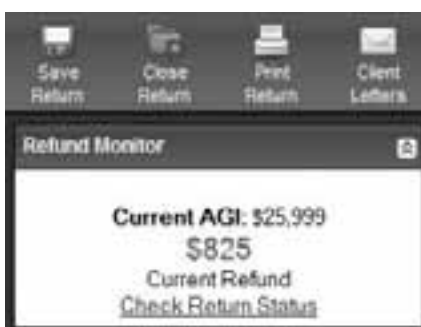 Save Close Print Client
Return Return Return Letters
Refund Monitor
Current AGI: $25,999
$825
Current Refund
Check Return Status